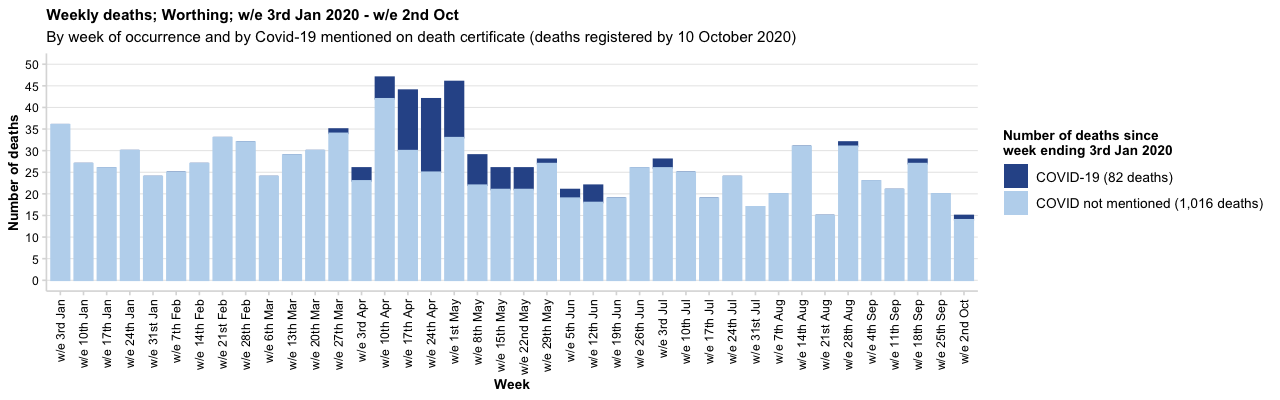 Weekly deaths; Worthing; w/e 3rd Jan 2020 - w/e 2nd Oct
By week of occurrence and by Covid-19 mentioned on death certificate (deaths registered by 10 October 2020)
Number of deaths
50
45
40
35
30
25
20
15
10
5
0
w/e 3rd Jan
w/e 10th Jan
w/e 17th Jan
w/e 24th Jan
w/e 31st Jan
w/e 7th Feb
w/e 14th Feb
w/e 21st Feb
w/e 28th Feb
w/e 6th Mar
w/e 13th Mar
w/e 20th Mar
w/e 27th Mar
w/e 3rd Apr
w/e 10th Apr
w/e 17th Apr
w/e 24th Apr
w/e 1st May
w/e 8th May
w/e 15th May
w/e 22nd May
w/e 29th May
w/e 5th Jun
w/e 12th Jun
w/e 19th Jun
w/e 26th Jun
w/e 3rd Jul
w/e 10th Jul
w/e 17th Jul
w/e 24th Jul
w/e 31st Jul
w/e 7th Aug
w/e 14th Aug
w/e 21st Aug
w/e 28th Aug
w/e 4th Sep
w/e 11th Sep
w/e 18th Sep
w/e 25th Sep
w/e 2nd Oct
Week
Number of deaths since
week ending 3rd Jan 2020
COVID-19 (82 deaths)
COVID not mentioned (1,016 deaths)